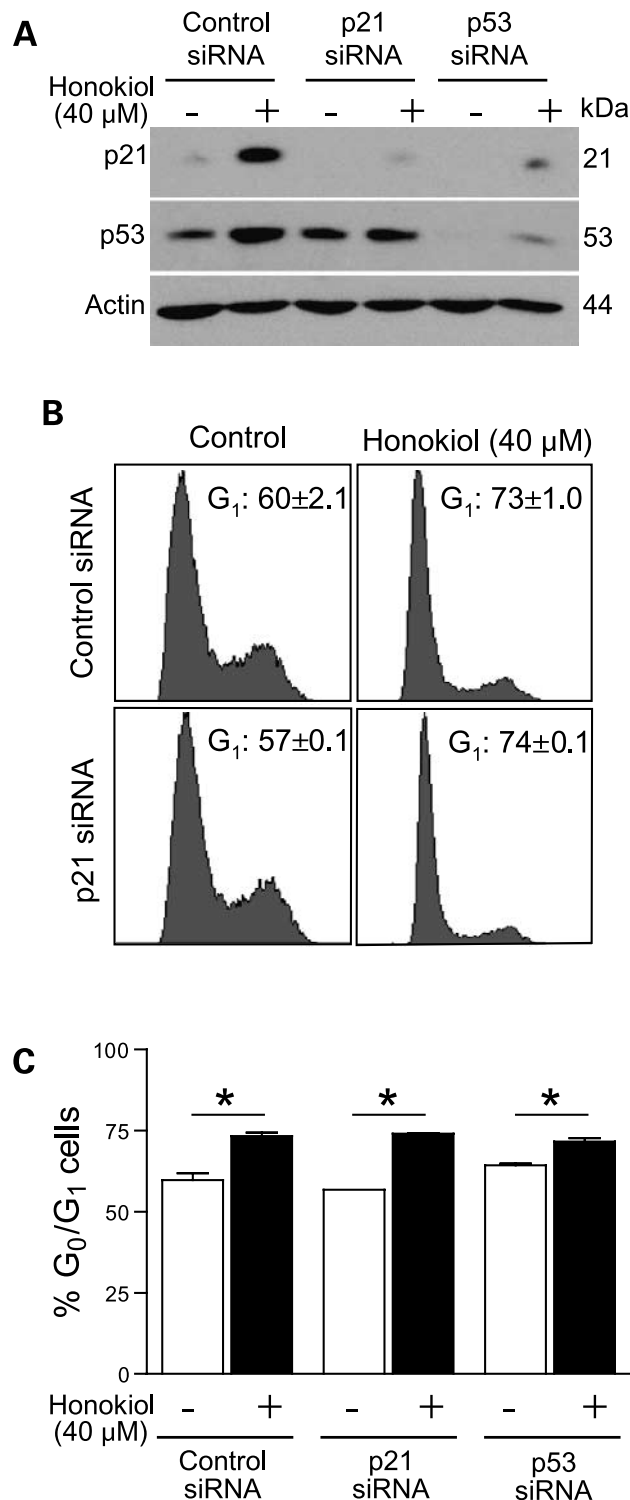 A
Control siRNA
p21 siRNA
p53 siRNA
Honokiol (40 µM)
- + - + - + kDa
p21 21
p53 53
Actin 44
B
Control
Honokiol (40 µM)
Control siRNA
G1: 60±2.1
G1: 73±1.0
p21 siRNA
G1: 57±0.1
G1: 74±0.1
C
% G0/G1 cells
100
75
50
25
0
* * *
Honokiol (40 µM)
- + - + - +
Control siRNA
p21 siRNA
p53 siRNA